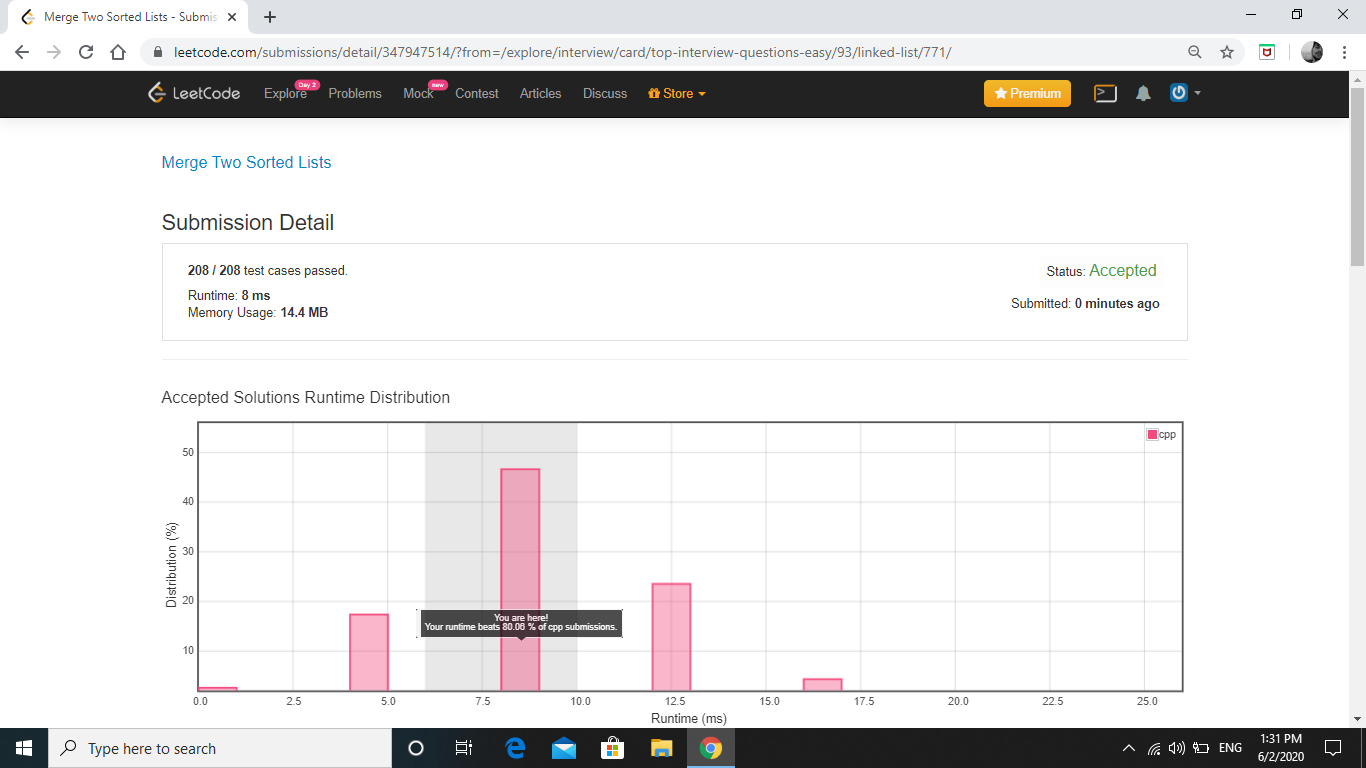 Merge Two Sorted Lists - Submis
leetcode.com/submissions/detail/347947514/?from=/explore/interview/card/top-interview-questions-easy/93/linked-list/771/
LeetCode Explore Day 2 Problems Mock new Contest Articles Discuss Store Premium
Merge Two Sorted Lists
Submission Detail
208 / 208 test cases passed.
Status: Accepted
Runtime: 8 ms
Submitted: 0 minutes ago
Memory Usage: 14.4 MB
Accepted Solutions Runtime Distribution
cpp
50
40
30
20
10
Distribution (%)
You are here!
Your runtime beats 80.06 % of cpp submissions.
0.0 2.5 5.0 7.5 10.0 12.5 15.0 17.5 20.0 22.5 25.0
Runtime (ms)
Type here to search
ENG
1:31 PM
6/2/2020